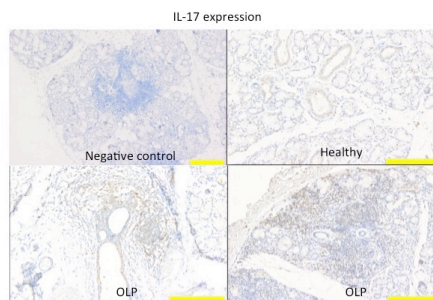 IL-17 expression
Negative control
Healthy
OLP
OLP